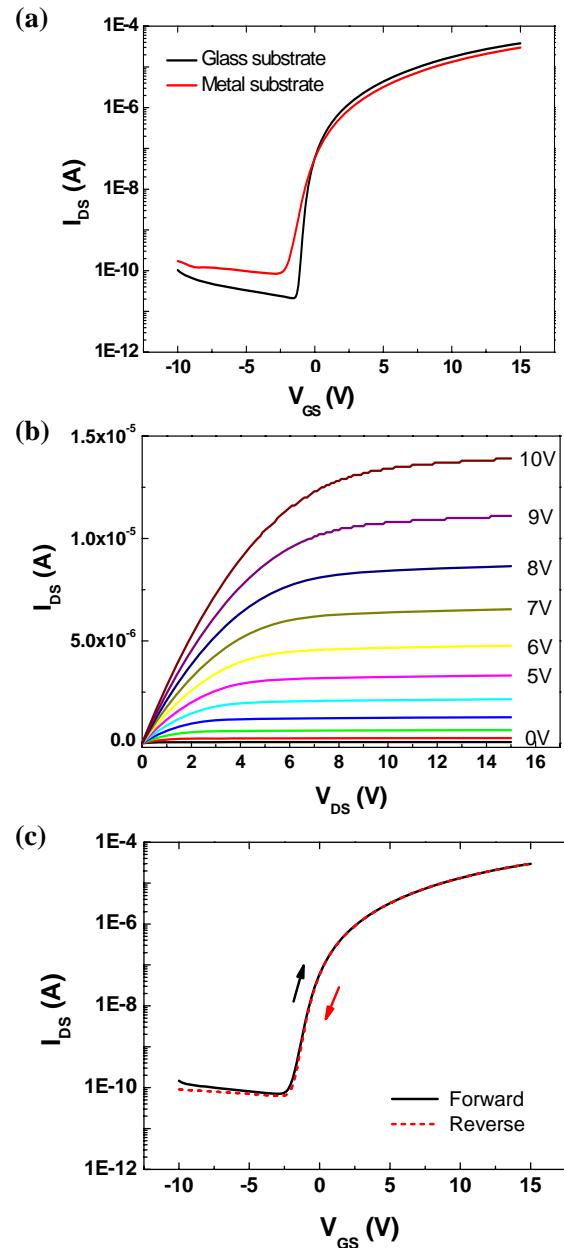 (a)
1E-4
1E-6
1E-8
1E-10
1E-12
I_DS (A)
Glass substrate
Metal substrate
-10 -5 0 5 10 15
V_GS (V)
(b)
1.5x10^-5
1.0x10^-5
5.0x10^-6
0.0
I_DS (A)
10V
9V
8V
7V
6V
5V
0V
0 2 4 6 8 10 12 14 16
V_DS (V)
(c)
1E-4
1E-6
1E-8
1E-10
1E-12
I_DS (A)
Forward
Reverse
-10 -5 0 5 10 15
V_GS (V)